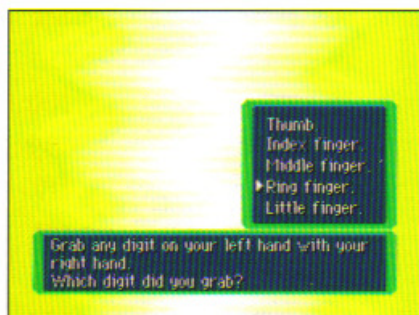 Thumb
Index finger.
Middle finger.
Ring finger.
Little finger.
Grab any digit on your left hand with your
right hand.
Which digit did you grab?